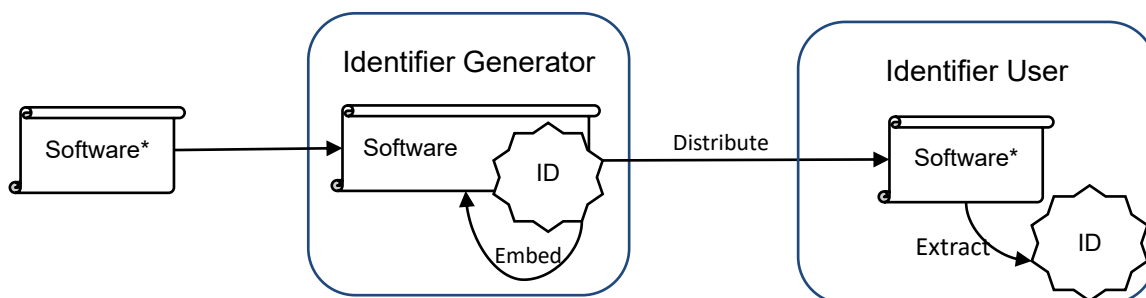 Software*
Identifier Generator
Software
ID
Embed
Distribute
Identifier User
Software*
Extract
ID